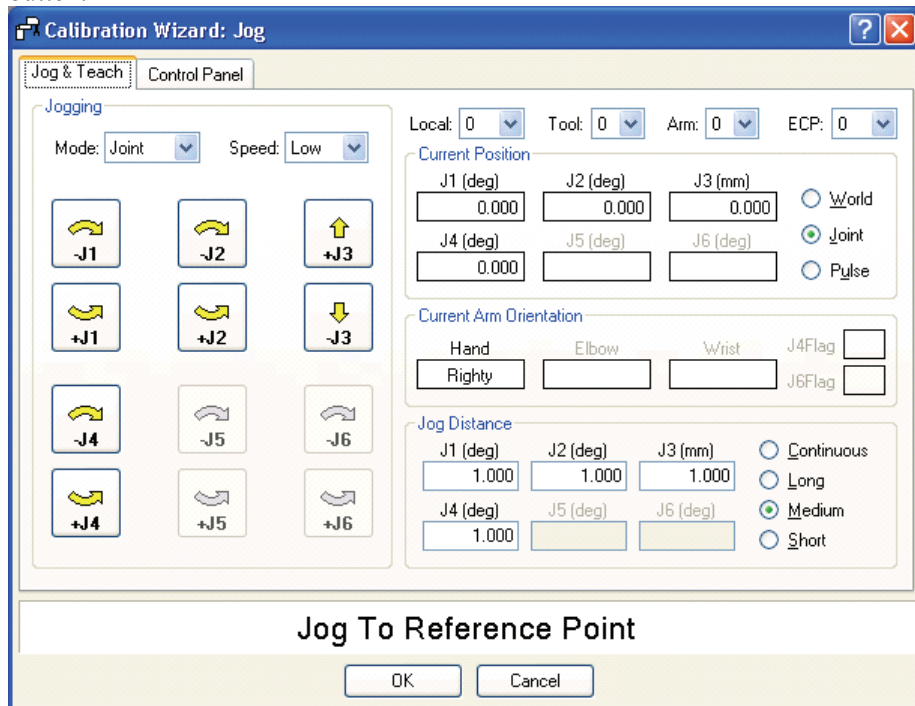 Calibration Wizard: Jog
Jog & Teach
Control Panel
Jogging
Mode: Joint
Speed: Low
-J1
-J2
+J3
+J1
+J2
-J3
-J4
-J5
-J6
+J4
+J5
+J6
Local: 0
Tool: 0
Arm: 0
ECP: 0
Current Position
J1 (deg) J2 (deg) J3 (mm)
0.000 0.000 0.000
J4 (deg) J5 (deg) J6 (deg)
0.000
World
Joint
Pulse
Current Arm Orientation
Hand Elbow Wrist
Righty
J4Flag
J6Flag
Jog Distance
J1 (deg) J2 (deg) J3 (mm)
1.000 1.000 1.000
J4 (deg) J5 (deg) J6 (deg)
1.000
Continuous
Long
Medium
Short
Jog To Reference Point
OK
Cancel